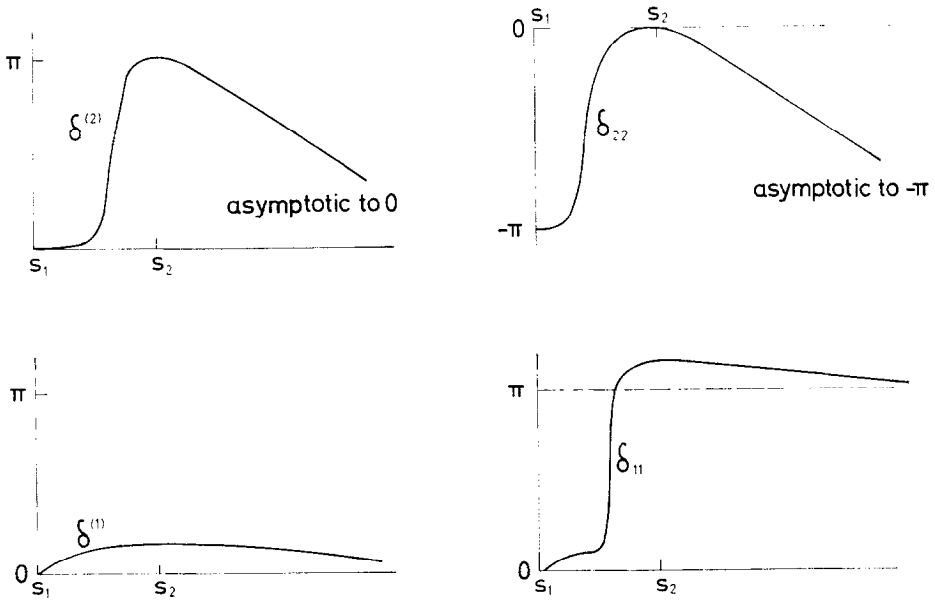 π
δ⁽²⁾
asymptotic to 0
S₁
S₂
S₁
S₂
0
δ₂₂
asymptotic to -π
-π
π
δ⁽¹⁾
0
S₁
S₂
π
δ₁₁
0
S₁
S₂